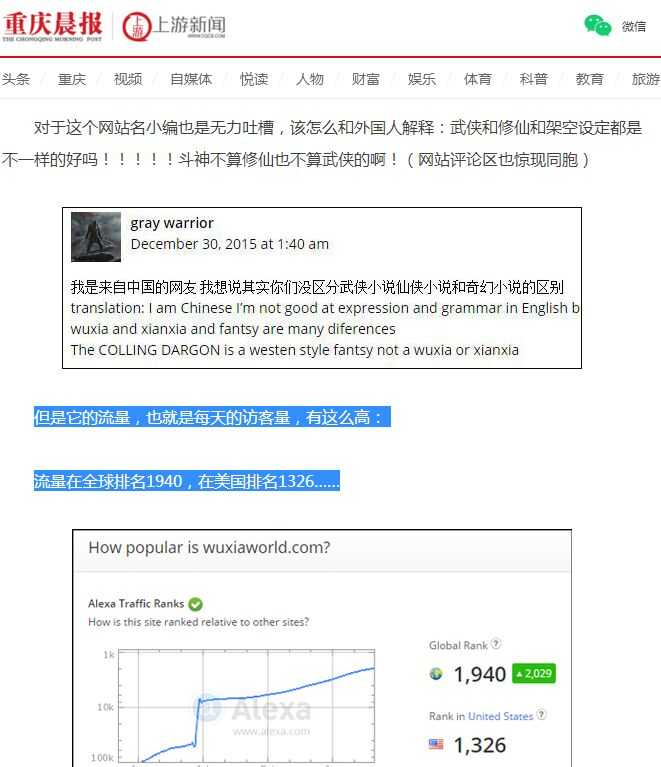 重庆晨报 上游新闻 微信
THE CHONGQING MORNING POST WWW.CQCB.COM
头条 / 重庆 / 视频 / 自媒体 / 悦读 / 人物 / 财富 / 娱乐 / 体育 / 科普 / 教育 / 旅游
对于这个网站名小编也是无力吐槽，该怎么和外国人解释：武侠和修仙和架空设定都是
不一样的好吗！！！！！斗神不算修仙也不算武侠的啊！（网站评论区也惊现同胞）
gray warrior
December 30, 2015 at 1:40 am
我是来自中国的网友 我想说其实你们没区分武侠小说仙侠小说和奇幻小说的区别
translation: I am Chinese I’m not good at expression and grammar in English b
wuxia and xianxia and fantsy are many diferences
The COLLING DARGON is a westen style fantsy not a wuxia or xianxia
但是它的流量，也就是每天的访客量，有这么高：
流量在全球排名1940，在美国排名1326……
How popular is wuxiaworld.com?
Alexa Traffic Ranks
How is this site ranked relative to other sites?
Global Rank ?
1,940 2,029
Rank in United States ?
1,326
1k
10k
100k
Alexa
www.alexa.com